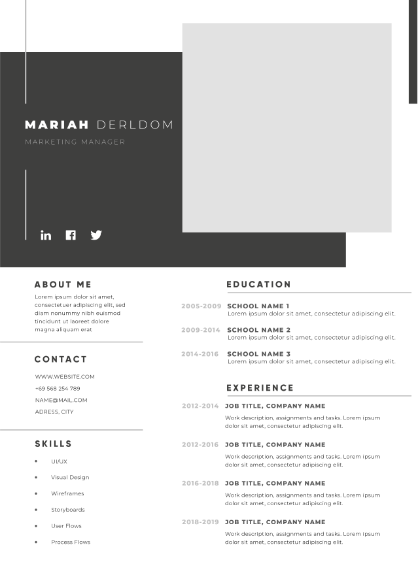 MARIAH DERLDOM
MARKETING MANAGER
ABOUT ME
Lorem ipsum dolor sit amet,
consectetuer adipiscing elit, sed
diam nonummy nibh euismod
tincidunt ut laoreet dolore
magna aliquam erat
CONTACT
WWW.WEBSITE.COM
+69 568 254 789
NAME@MAIL.COM
ADRESS, CITY
SKILLS
UI/UX
Visual Design
Wireframes
Storyboards
User Flows
Process Flows
EDUCATION
2005-2009 SCHOOL NAME 1
Lorem ipsum dolor sit amet, consectetur adipiscing elit.
2009-2014 SCHOOL NAME 2
Lorem ipsum dolor sit amet, consectetur adipiscing elit.
2014-2016 SCHOOL NAME 3
Lorem ipsum dolor sit amet, consectetur adipiscing elit.
EXPERIENCE
2012-2014 JOB TITLE, COMPANY NAME
Work description, assignments and tasks. Lorem ipsum
dolor sit amet, consectetur adipiscing elit.
2012-2016 JOB TITLE, COMPANY NAME
Work description, assignments and tasks. Lorem ipsum
dolor sit amet, consectetur adipiscing elit.
2016-2018 JOB TITLE, COMPANY NAME
Work description, assignments and tasks. Lorem ipsum
dolor sit amet, consectetur adipiscing elit.
2018-2019 JOB TITLE, COMPANY NAME
Work description, assignments and tasks. Lorem ipsum
dolor sit amet, consectetur adipiscing elit.